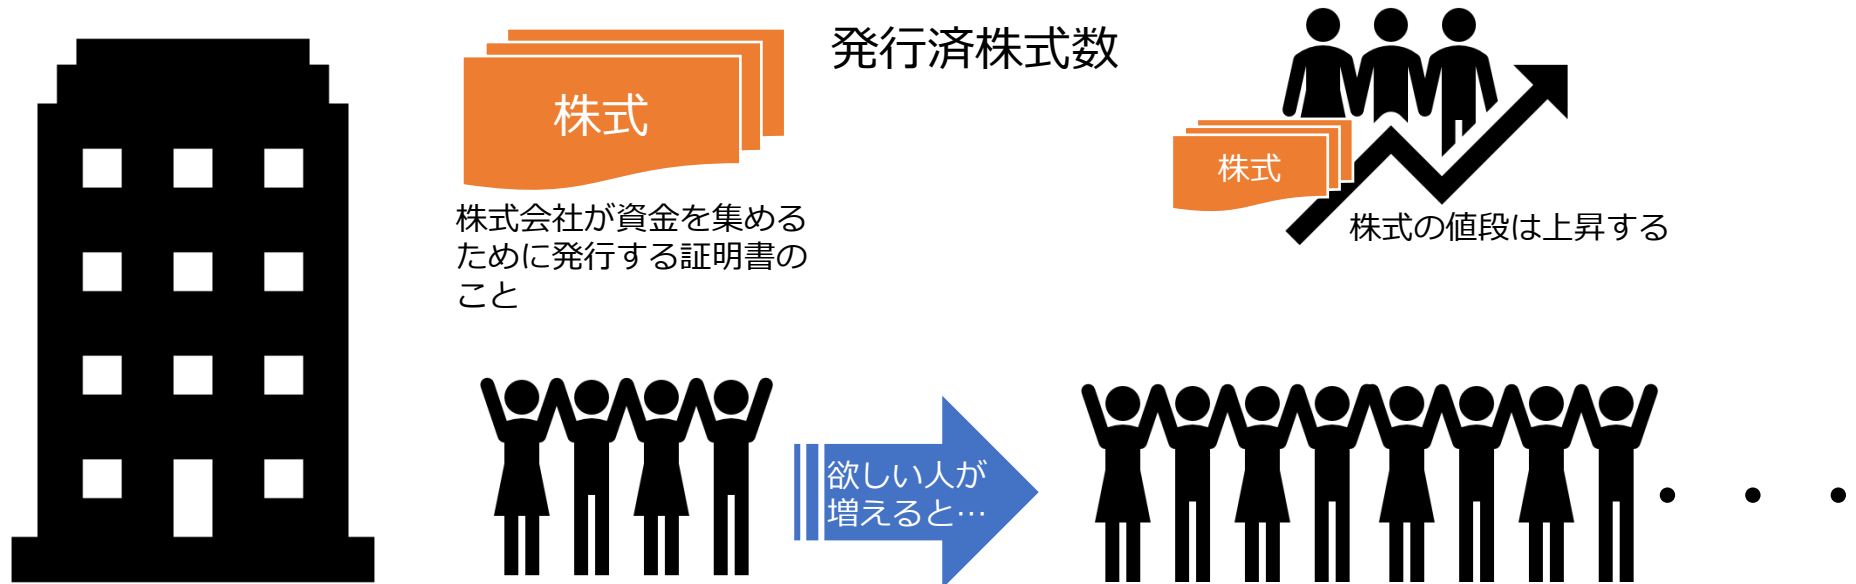 発行済株式数
株式
株式会社が資金を集める
ために発行する証明書の
こと
株式
株式の値段は上昇する
欲しい人が
増えると…
・・・